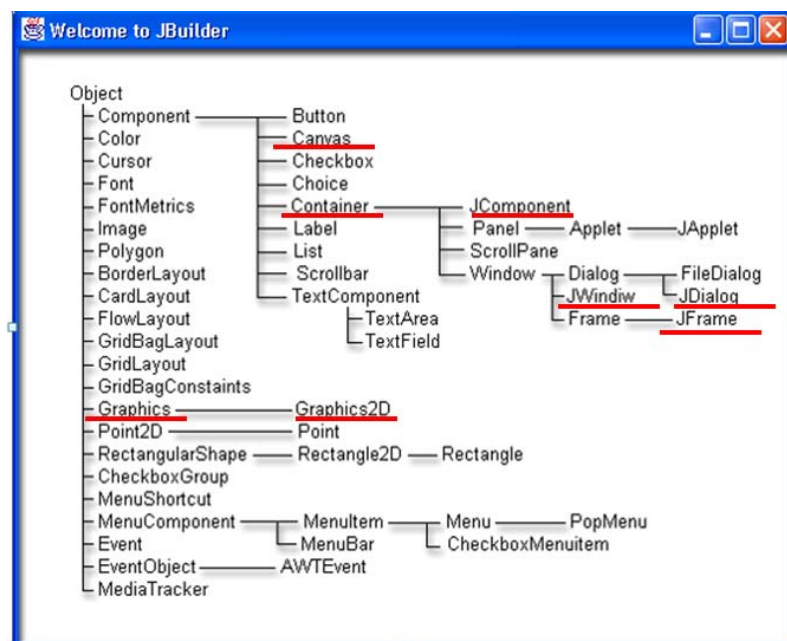 Welcome to JBuilder
Object
Component Button
Color Canvas
Cursor Checkbox
Font Choice
FontMetrics Container JComponent
Image Label Panel Applet JApplet
Polygon List ScrollPane
BorderLayout Scrollbar Window Dialog FileDialog
CardLayout TextComponent JWindiw JDialog
FlowLayout TextArea Frame JFrame
GridBagLayout TextField
GridLayout
GridBagConstaints
Graphics Graphics2D
Point2D Point
RectangularShape Rectangle2D Rectangle
CheckboxGroup
MenuShortcut
MenuComponent MenuItem Menu PopMenu
Event MenuBar CheckboxMenuitem
EventObject AWTEvent
MediaTracker